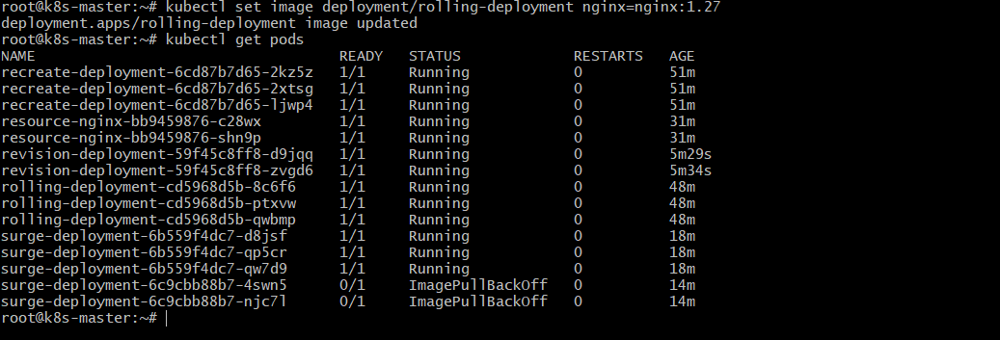 root@k8s-master:~# kubectl set image deployment/rolling-deployment nginx=nginx:1.27
deployment.apps/rolling-deployment image updated
root@k8s-master:~# kubectl get pods
NAME READY STATUS RESTARTS AGE
recreate-deployment-6cd87b7d65-2kz5z 1/1 Running 0 51m
recreate-deployment-6cd87b7d65-2xtsg 1/1 Running 0 51m
recreate-deployment-6cd87b7d65-ljwp4 1/1 Running 0 51m
resource-nginx-bb9459876-c28wx 1/1 Running 0 31m
resource-nginx-bb9459876-shn9p 1/1 Running 0 31m
revision-deployment-59f45c8ff8-d9jqq 1/1 Running 0 5m29s
revision-deployment-59f45c8ff8-zvgd6 1/1 Running 0 5m34s
rolling-deployment-cd5968d5b-8c6f6 1/1 Running 0 48m
rolling-deployment-cd5968d5b-ptxvw 1/1 Running 0 48m
rolling-deployment-cd5968d5b-qwbmp 1/1 Running 0 48m
surge-deployment-6b559f4dc7-d8jsf 1/1 Running 0 18m
surge-deployment-6b559f4dc7-qp5cr 1/1 Running 0 18m
surge-deployment-6b559f4dc7-qw7d9 1/1 Running 0 18m
surge-deployment-6c9cbb88b7-4swn5 0/1 ImagePullBackOff 0 14m
surge-deployment-6c9cbb88b7-njc7l 0/1 ImagePullBackOff 0 14m
root@k8s-master:~#